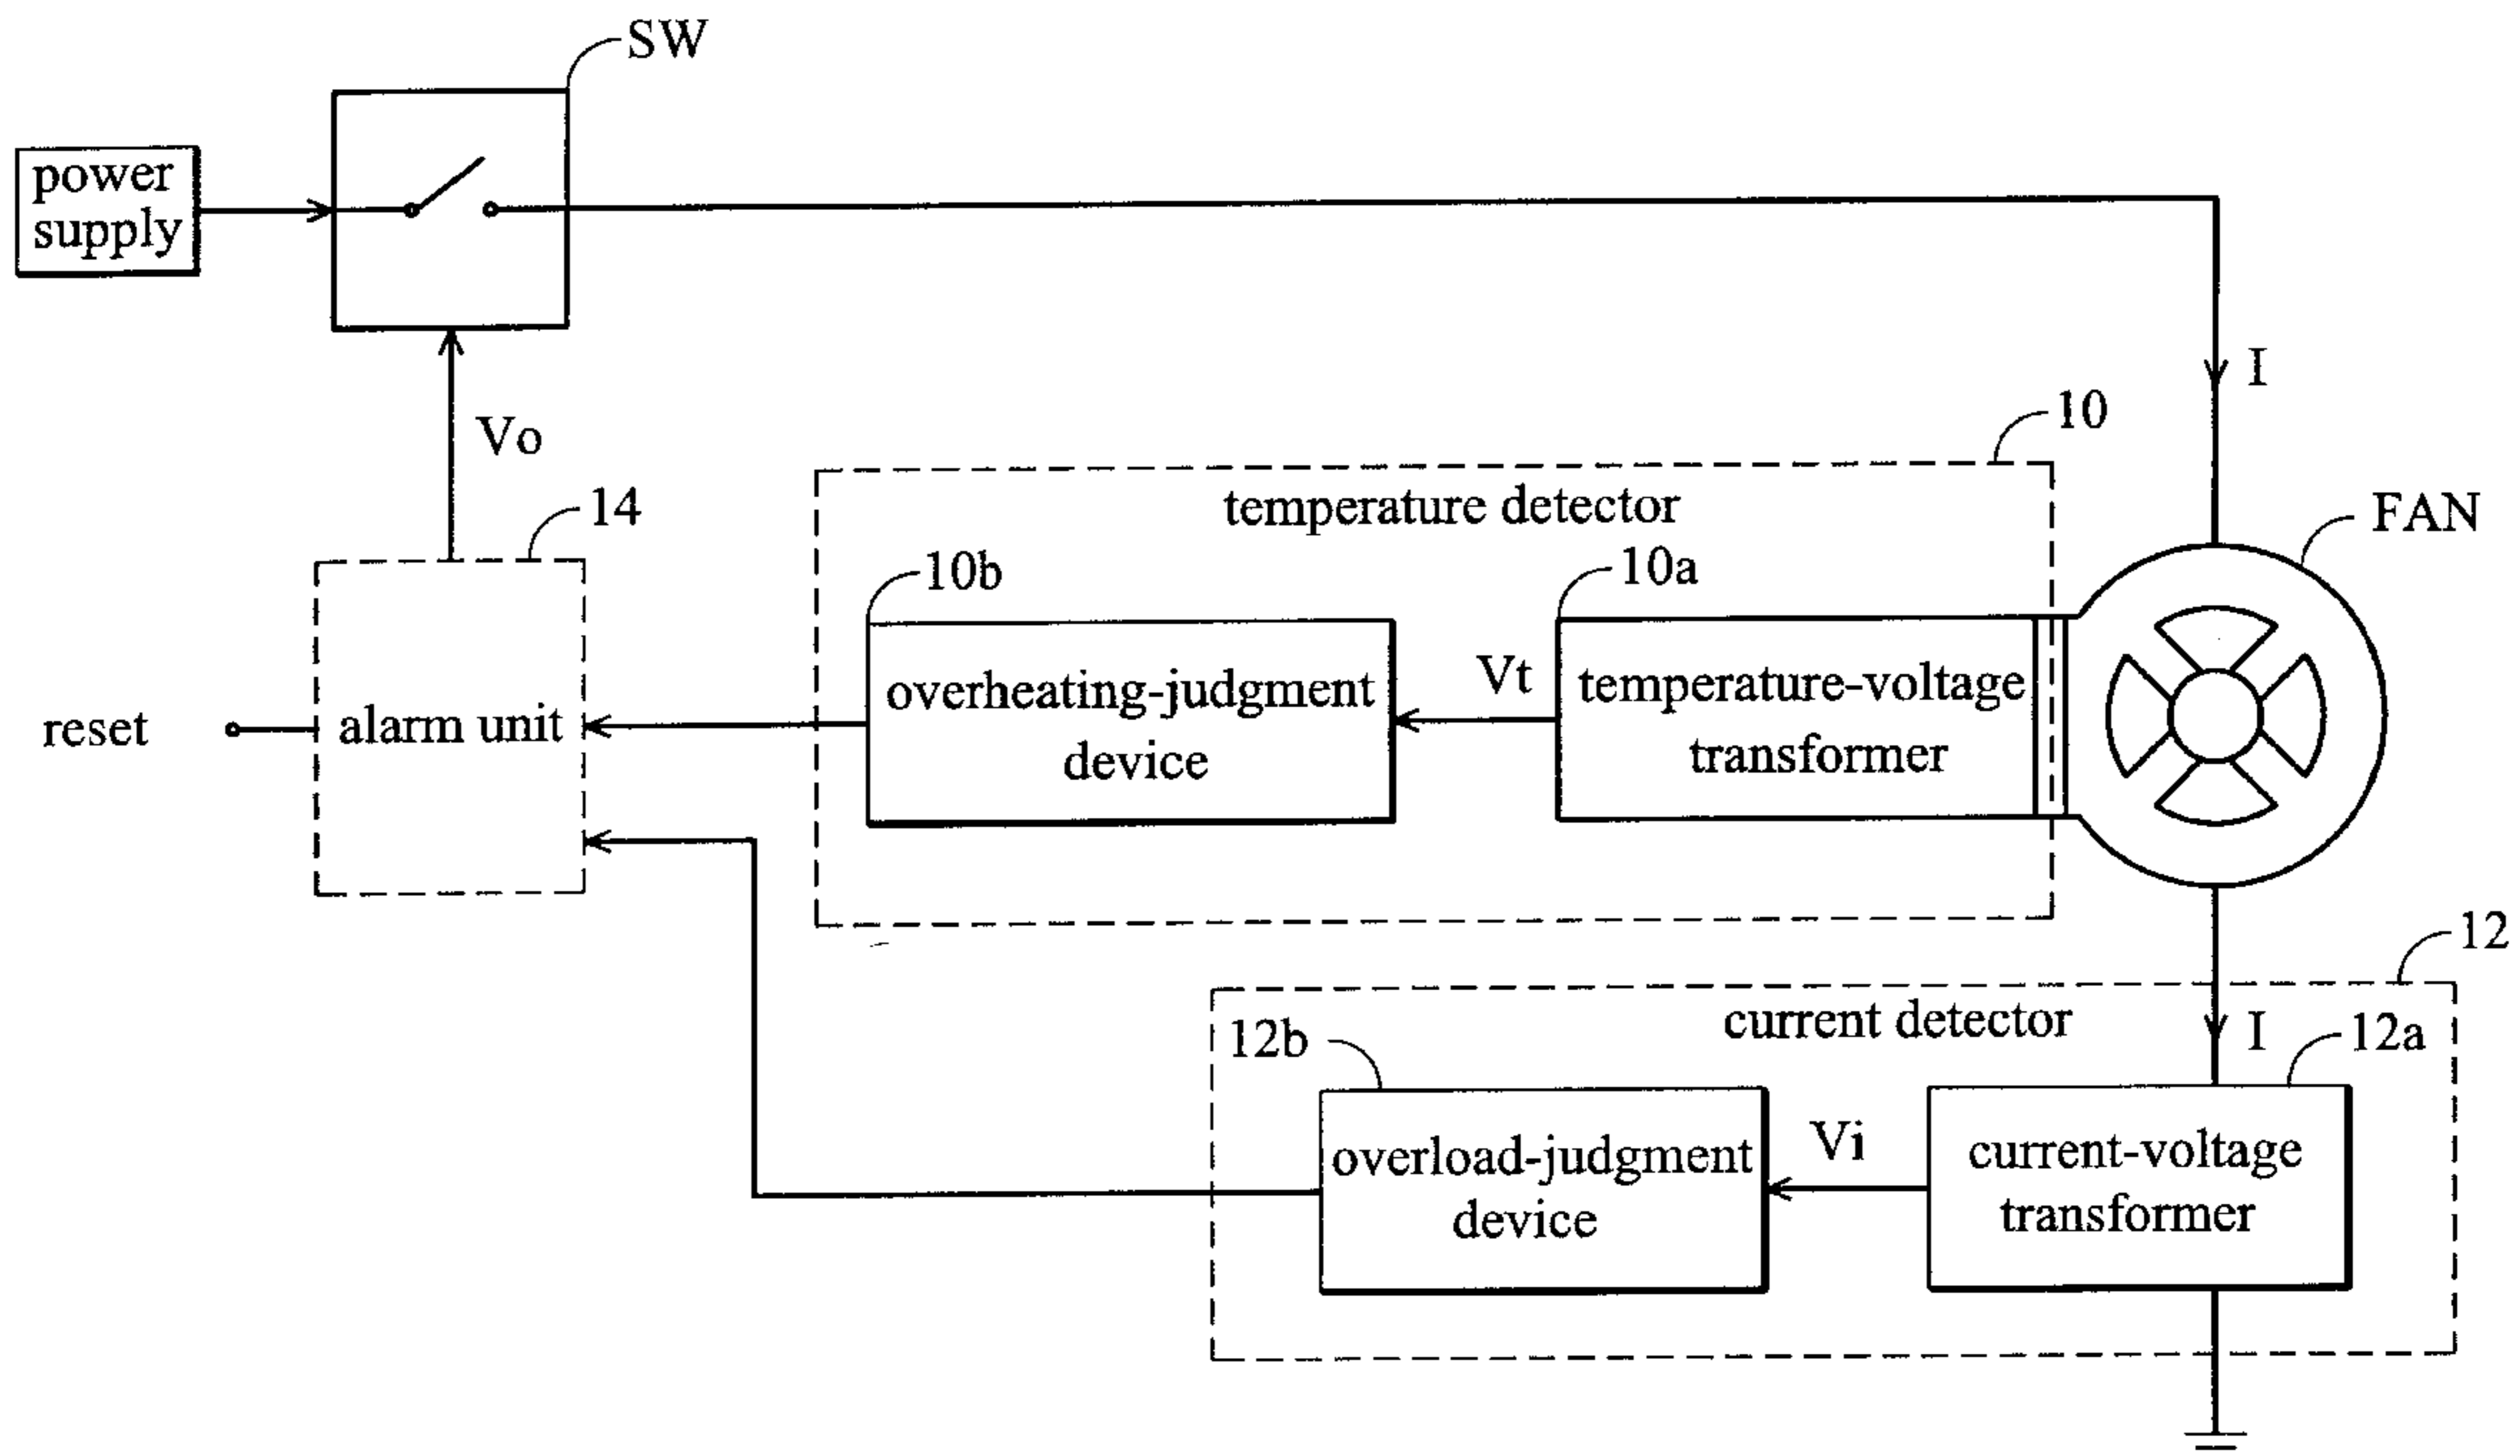 SW
power
supply
I
Vo
10
temperature detector
14
FAN
10b
10a
overheating-judgment
device
Vt
temperature-voltage
transformer
reset
alarm unit
12
current detector
I
12b
12a
overload-judgment
device
Vi
current-voltage
transformer